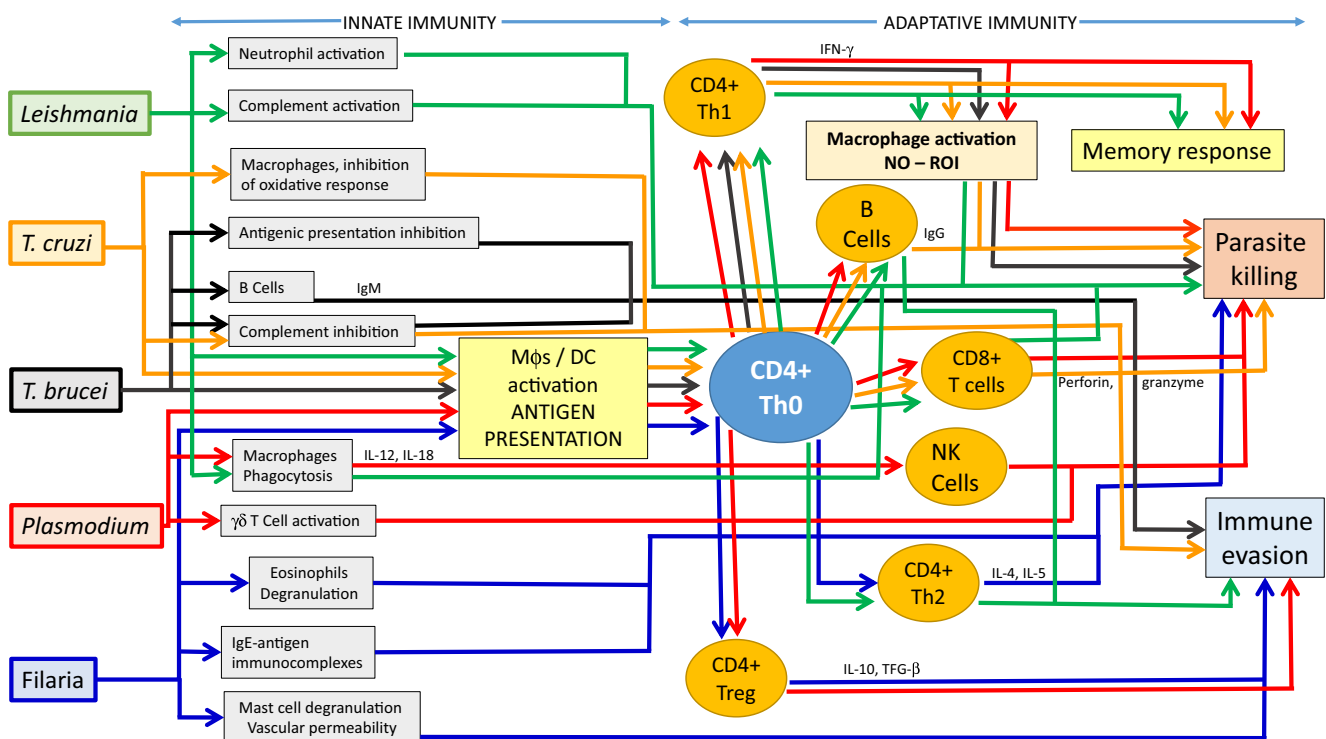 INNATE IMMUNITY
ADAPTATIVE IMMUNITY
Leishmania
T. cruzi
T. brucei
Plasmodium
Filaria
Neutrophil activation
Complement activation
Macrophages, inhibition
of oxidative response
Antigenic presentation inhibition
B Cells
IgM
Complement inhibition
Mϕs / DC
activation
ANTIGEN
PRESENTATION
Macrophages
Phagocytosis
IL-12, IL-18
γδ T Cell activation
Eosinophils
Degranulation
IgE-antigen
immunocomplexes
Mast cell degranulation
Vascular permeability
CD4+
Th1
IFN-γ
Macrophage activation
NO – ROI
Memory response
B
Cells
IgG
CD4+
Th0
CD8+
T cells
Perforin, granzyme
NK
Cells
CD4+
Th2
IL-4, IL-5
CD4+
Treg
IL-10, TFG-β
Parasite
killing
Immune
evasion